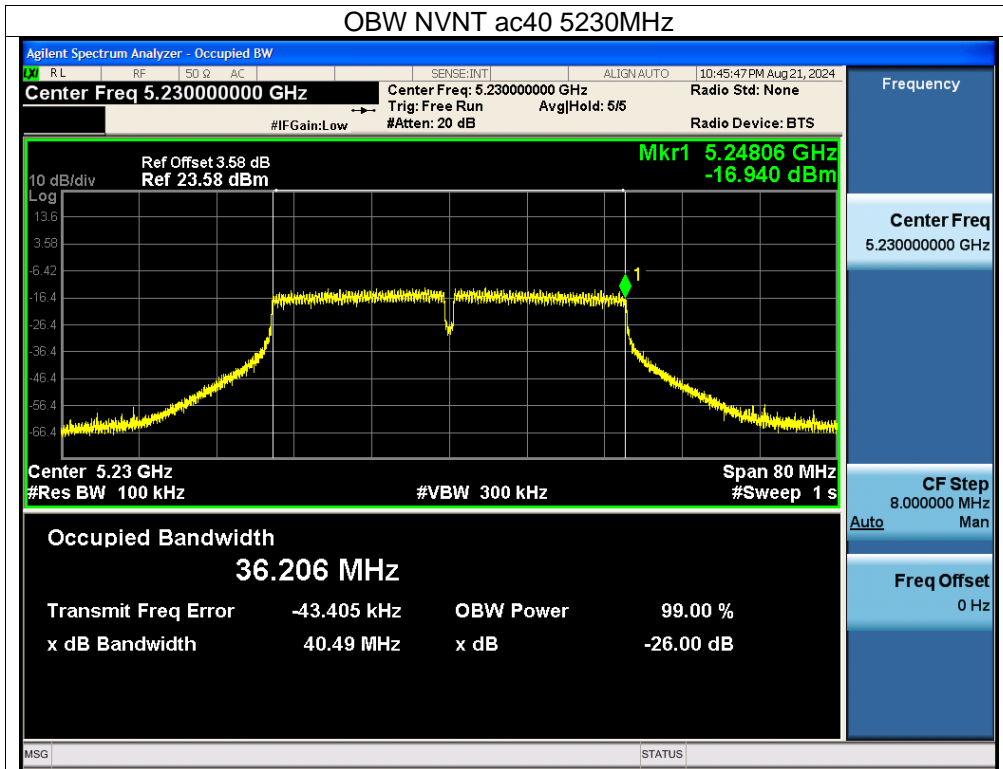 OBW NVNT ac40 5230MHz
Agilent Spectrum Analyzer - Occupied BW
LXI RL RF 50 Ω AC SENSE:INT ALIGN AUTO 10:45:47 PM Aug 21, 2024
Center Freq 5.230000000 GHz
Center Freq: 5.230000000 GHz
Radio Std: None
Trig: Free Run Avg|Hold: 5/5
#IFGain:Low
#Atten: 20 dB
Radio Device: BTS
Ref Offset 3.58 dB
Mkr1 5.24806 GHz
10 dB/div
Ref 23.58 dBm
-16.940 dBm
Log
13.6
3.58
-6.42
1
-16.4
-26.4
-36.4
-46.4
-56.4
-66.4
Center 5.23 GHz
Span 80 MHz
#Res BW 100 kHz
#VBW 300 kHz
#Sweep 1 s
Occupied Bandwidth
36.206 MHz
Transmit Freq Error -43.405 kHz OBW Power 99.00 %
x dB Bandwidth 40.49 MHz x dB -26.00 dB
Frequency
Center Freq
5.230000000 GHz
CF Step
8.000000 MHz
Auto Man
Freq Offset
0 Hz
MSG STATUS